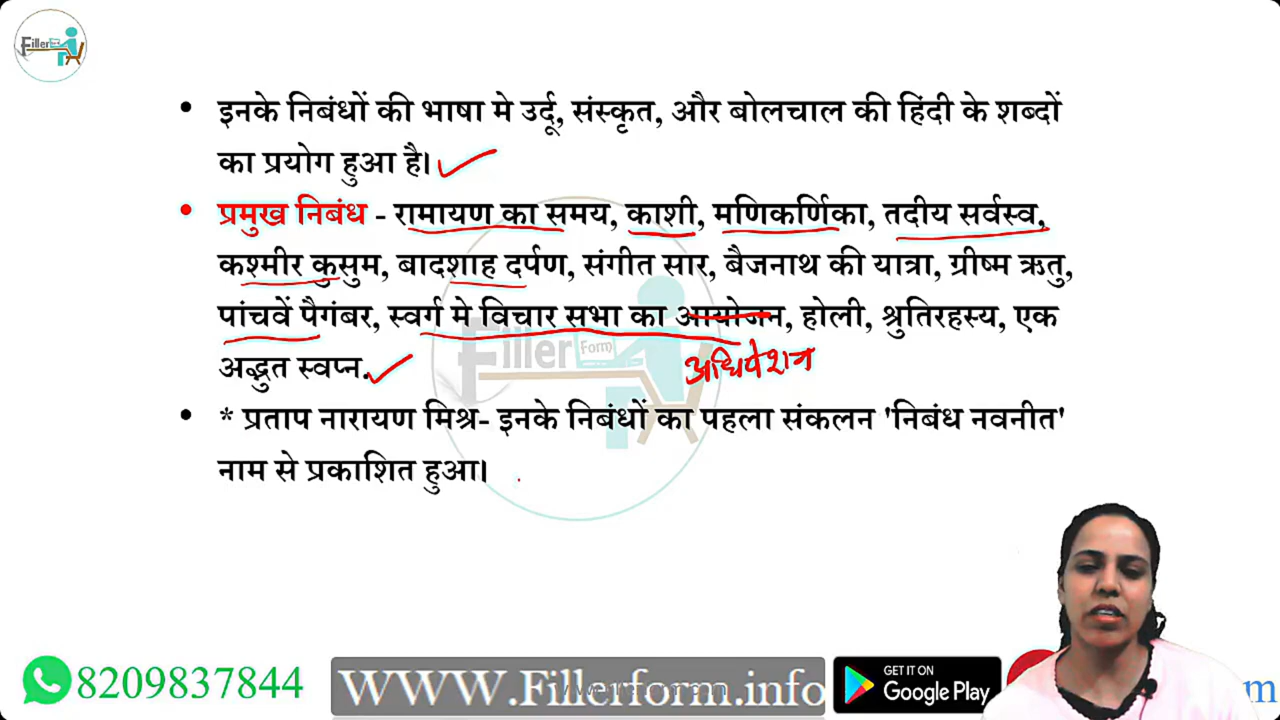 Filler
इनके निबंधों की भाषा मे उर्दू, संस्कृत, और बोलचाल की हिंदी के शब्दों
का प्रयोग हुआ है।
प्रमुख निबंध - रामायण का समय, काशी, मणिकर्णिका, तदीय सर्वस्व,
कश्मीर कुसुम, बादशाह दर्पण, संगीत सार, बैजनाथ की यात्रा, ग्रीष्म ऋतु,
पांचवें पैगंबर, स्वर्ग मे विचार सभा का आयोजन, होली, श्रुतिरहस्य, एक
Filler Form
अद्भुत स्वप्न.
अधिवेशन
* प्रताप नारायण मिश्र- इनके निबंधों का पहला संकलन 'निबंध नवनीत'
नाम से प्रकाशित हुआ।
8209837844
WWW.Fillerform.info
GET IT ON
Google Play
m